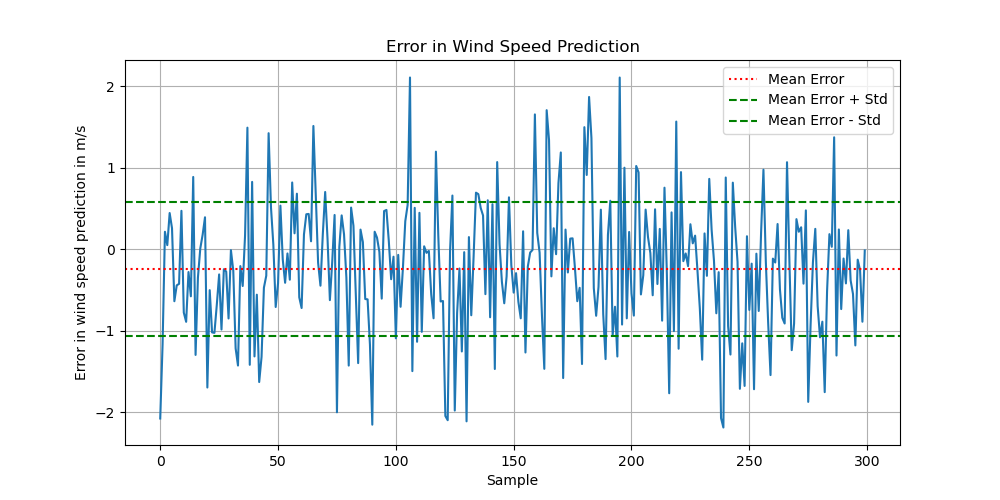 Error in Wind Speed Prediction
Error in wind speed prediction in m/s
2
1
0
−1
−2
Mean Error
Mean Error + Std
Mean Error - Std
0 50 100 150 200 250 300
Sample